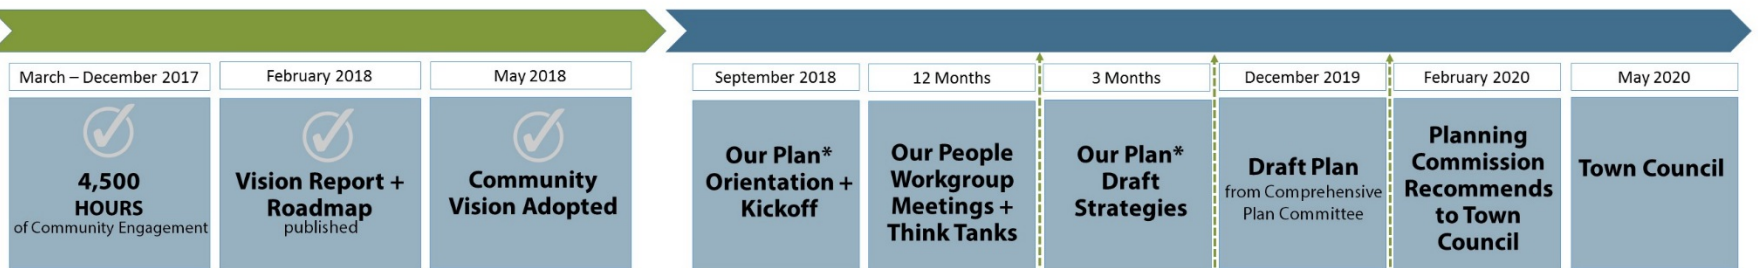 March – December 2017
4,500
HOURS
of Community Engagement
February 2018
Vision Report +
Roadmap
published
May 2018
Community
Vision Adopted
September 2018
Our Plan*
Orientation +
Kickoff
12 Months
Our People
Workgroup
Meetings +
Think Tanks
3 Months
Our Plan*
Draft
Strategies
December 2019
Draft Plan
from Comprehensive
Plan Committee
February 2020
Planning
Commission
Recommends
to Town
Council
May 2020
Town Council